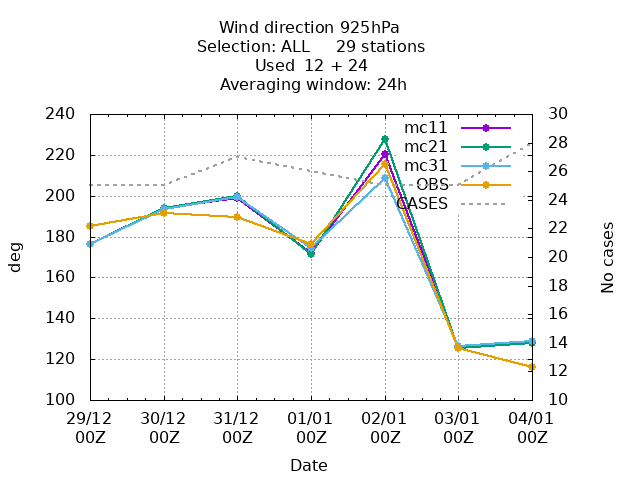 Wind direction 925hPa
Selection: ALL     29 stations
Used  12 + 24
Averaging window: 24h
240
220
200
180
160
140
120
100
30
28
26
24
22
20
18
16
14
12
10
mc11
mc21
mc31
OBS
CASES
deg
No cases
29/12 30/12 31/12 01/01 02/01 03/01 04/01
00Z 00Z 00Z 00Z 00Z 00Z 00Z
Date